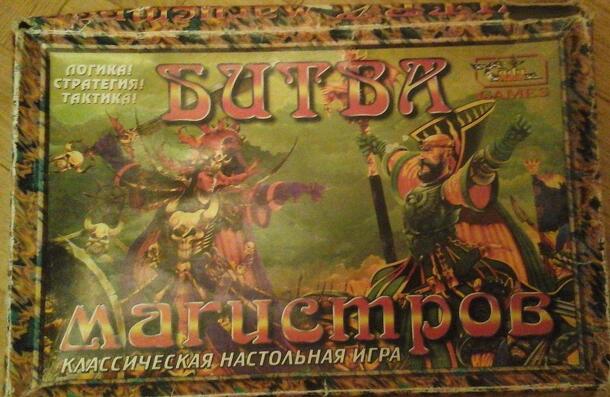 ЛОГИКА!
СТРАТЕГИЯ!
ТАКТИКА!
БИТВА
GAMES
магистров
КЛАССИЧЕСКАЯ НАСТОЛЬНАЯ ИГРА